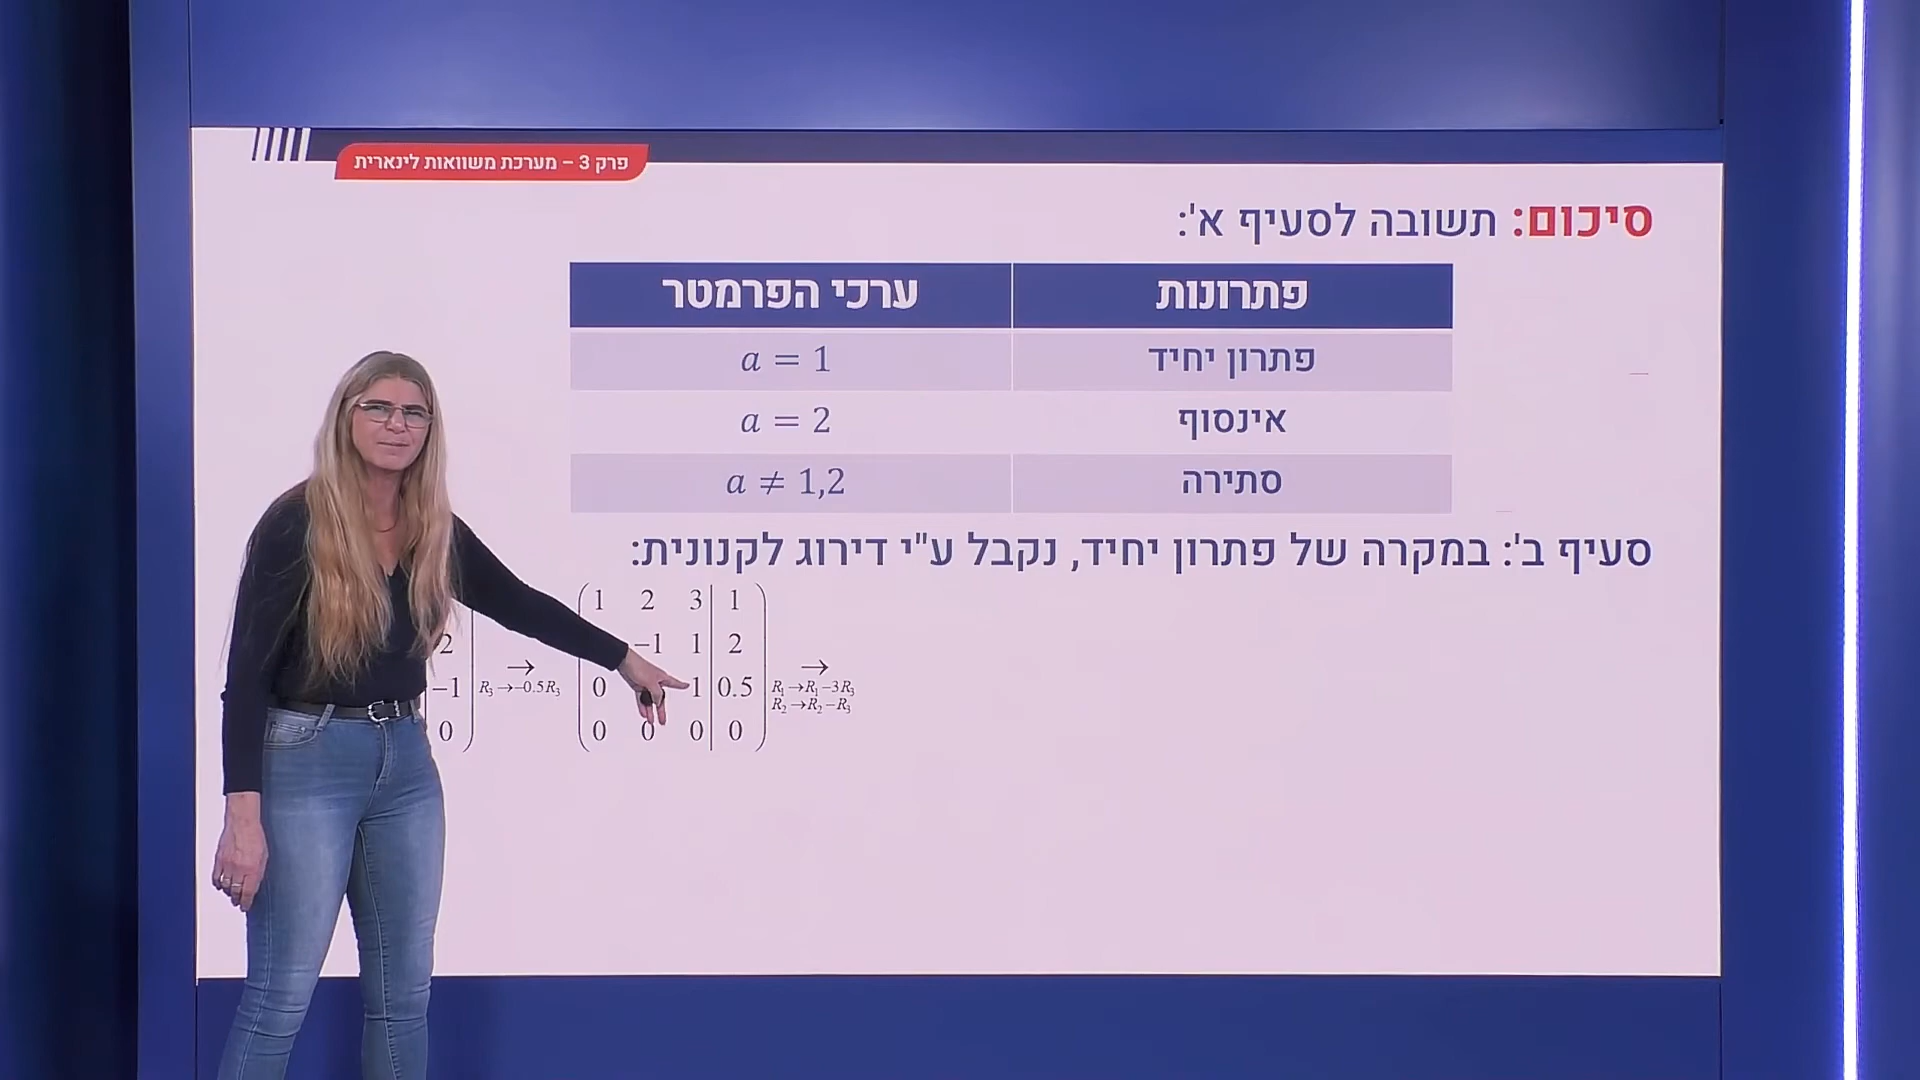 פרק 3 – מערכת משוואות לינארית
סיכום: תשובה לסעיף א':
פתרונות ערכי הפרמטר
פתרון יחיד a = 1
אינסוף a = 2
סתירה a ≠ 1,2
סעיף ב': במקרה של פתרון יחיד, נקבל ע"י דירוג לקנונית:
1 2 3 | 1
2 −1 1 | 2
−1 R₃→−0.5R₃ → 0 1 | 0.5 → R₁→R₁−3R₃
R₂→R₂−R₃
0 0 0 0 | 0